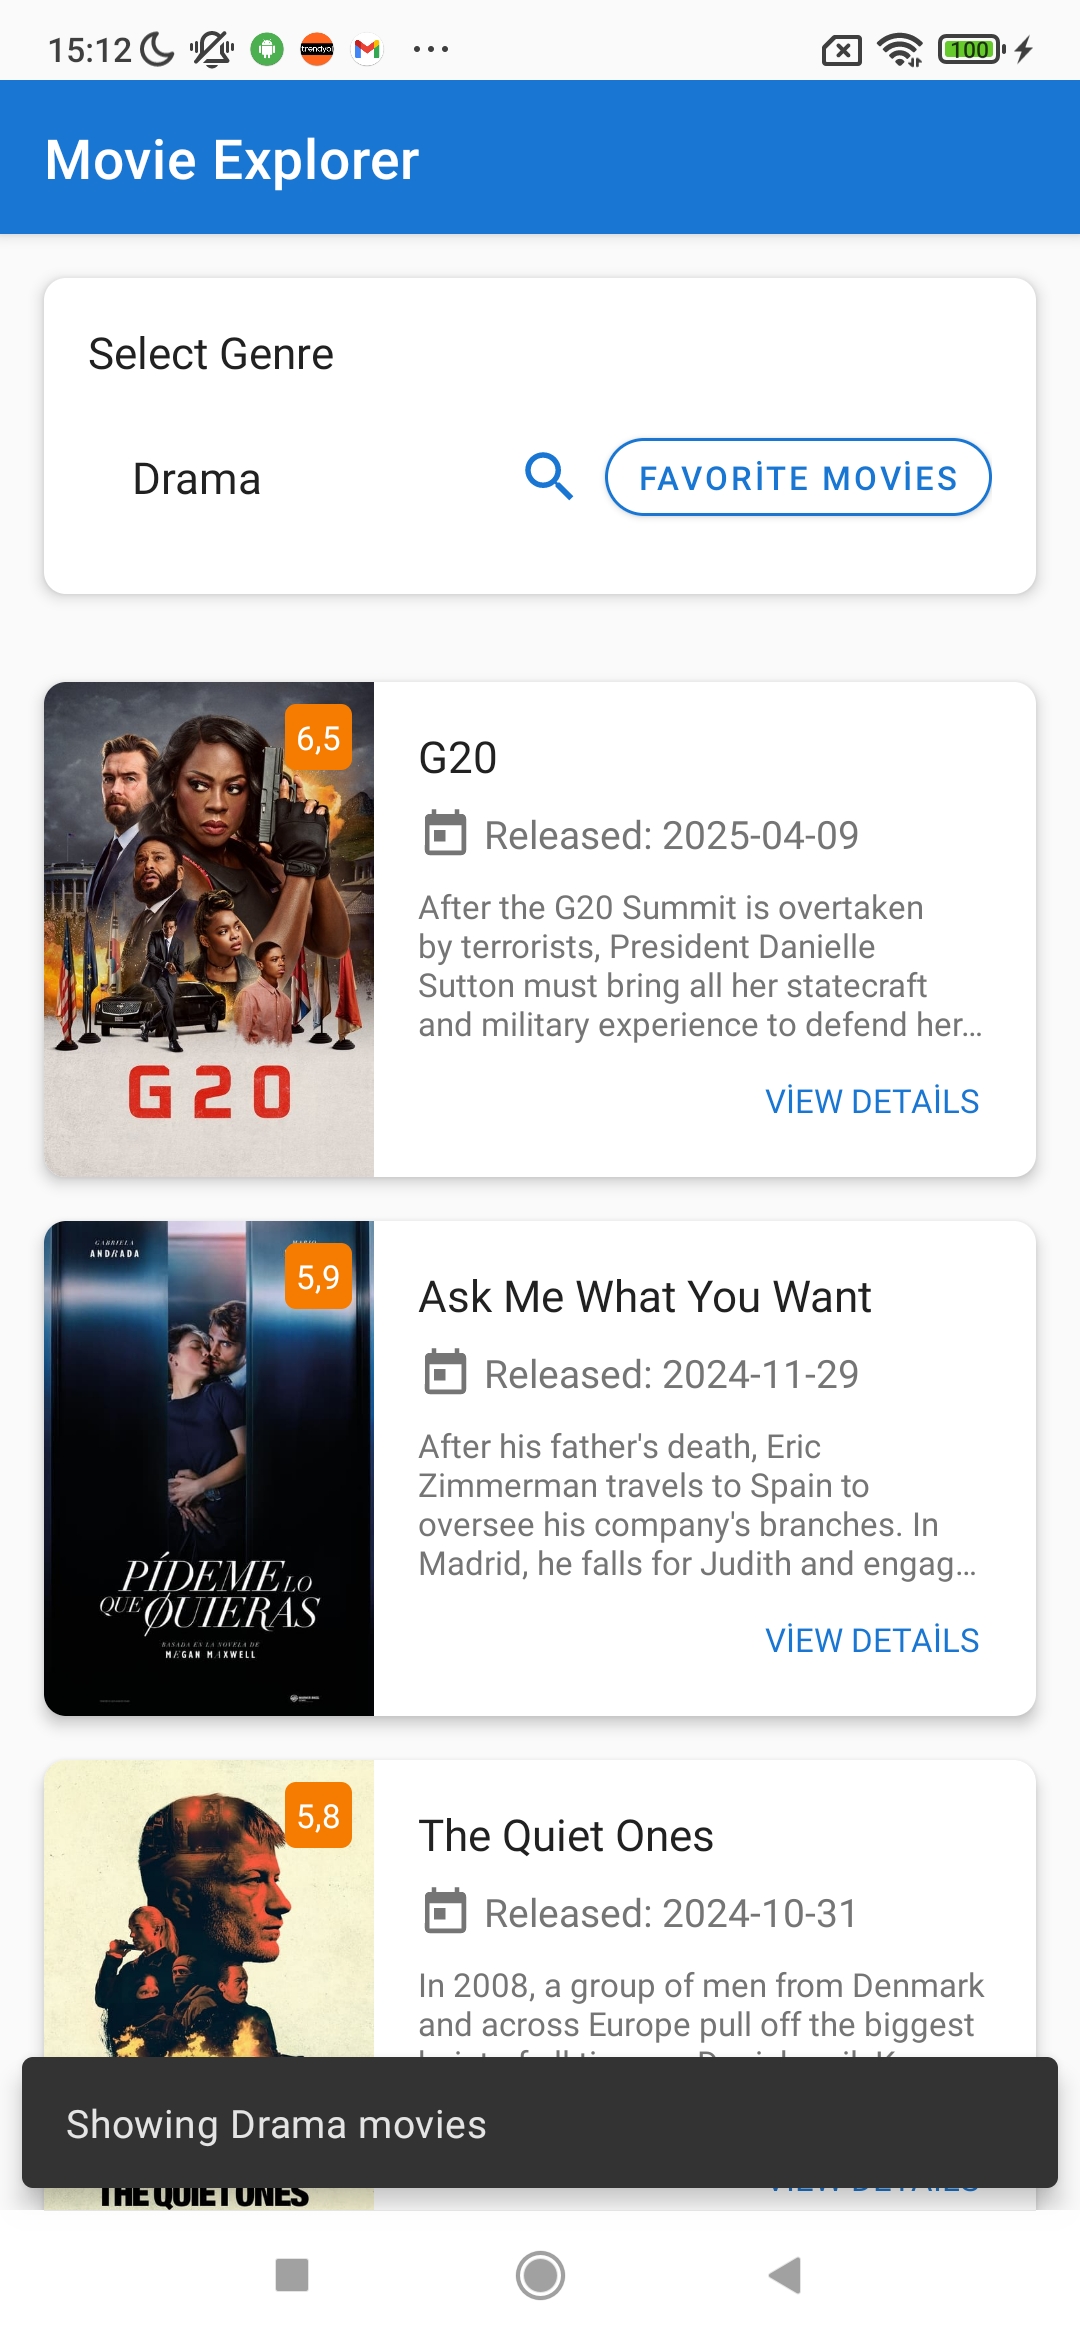 15:12
trendyol
100
Movie Explorer
Select Genre
Drama
FAVORİTE MOVİES
6,5
G20
Released: 2025-04-09
After the G20 Summit is overtaken
by terrorists, President Danielle
Sutton must bring all her statecraft
and military experience to defend her…
G20
VİEW DETAİLS
GABRIELA
ANDRADA
MARIO
5,9
Ask Me What You Want
Released: 2024-11-29
After his father's death, Eric
Zimmerman travels to Spain to
oversee his company's branches. In
Madrid, he falls for Judith and engag…
PÍDEME LO
QUE QUIERAS
BASADA EN LA NOVELA DE
MEGAN MAXWELL
VİEW DETAİLS
5,8
The Quiet Ones
Released: 2024-10-31
In 2008, a group of men from Denmark
and across Europe pull off the biggest
Showing Drama movies
THE QUIET ONES
VİEW DETAİLS